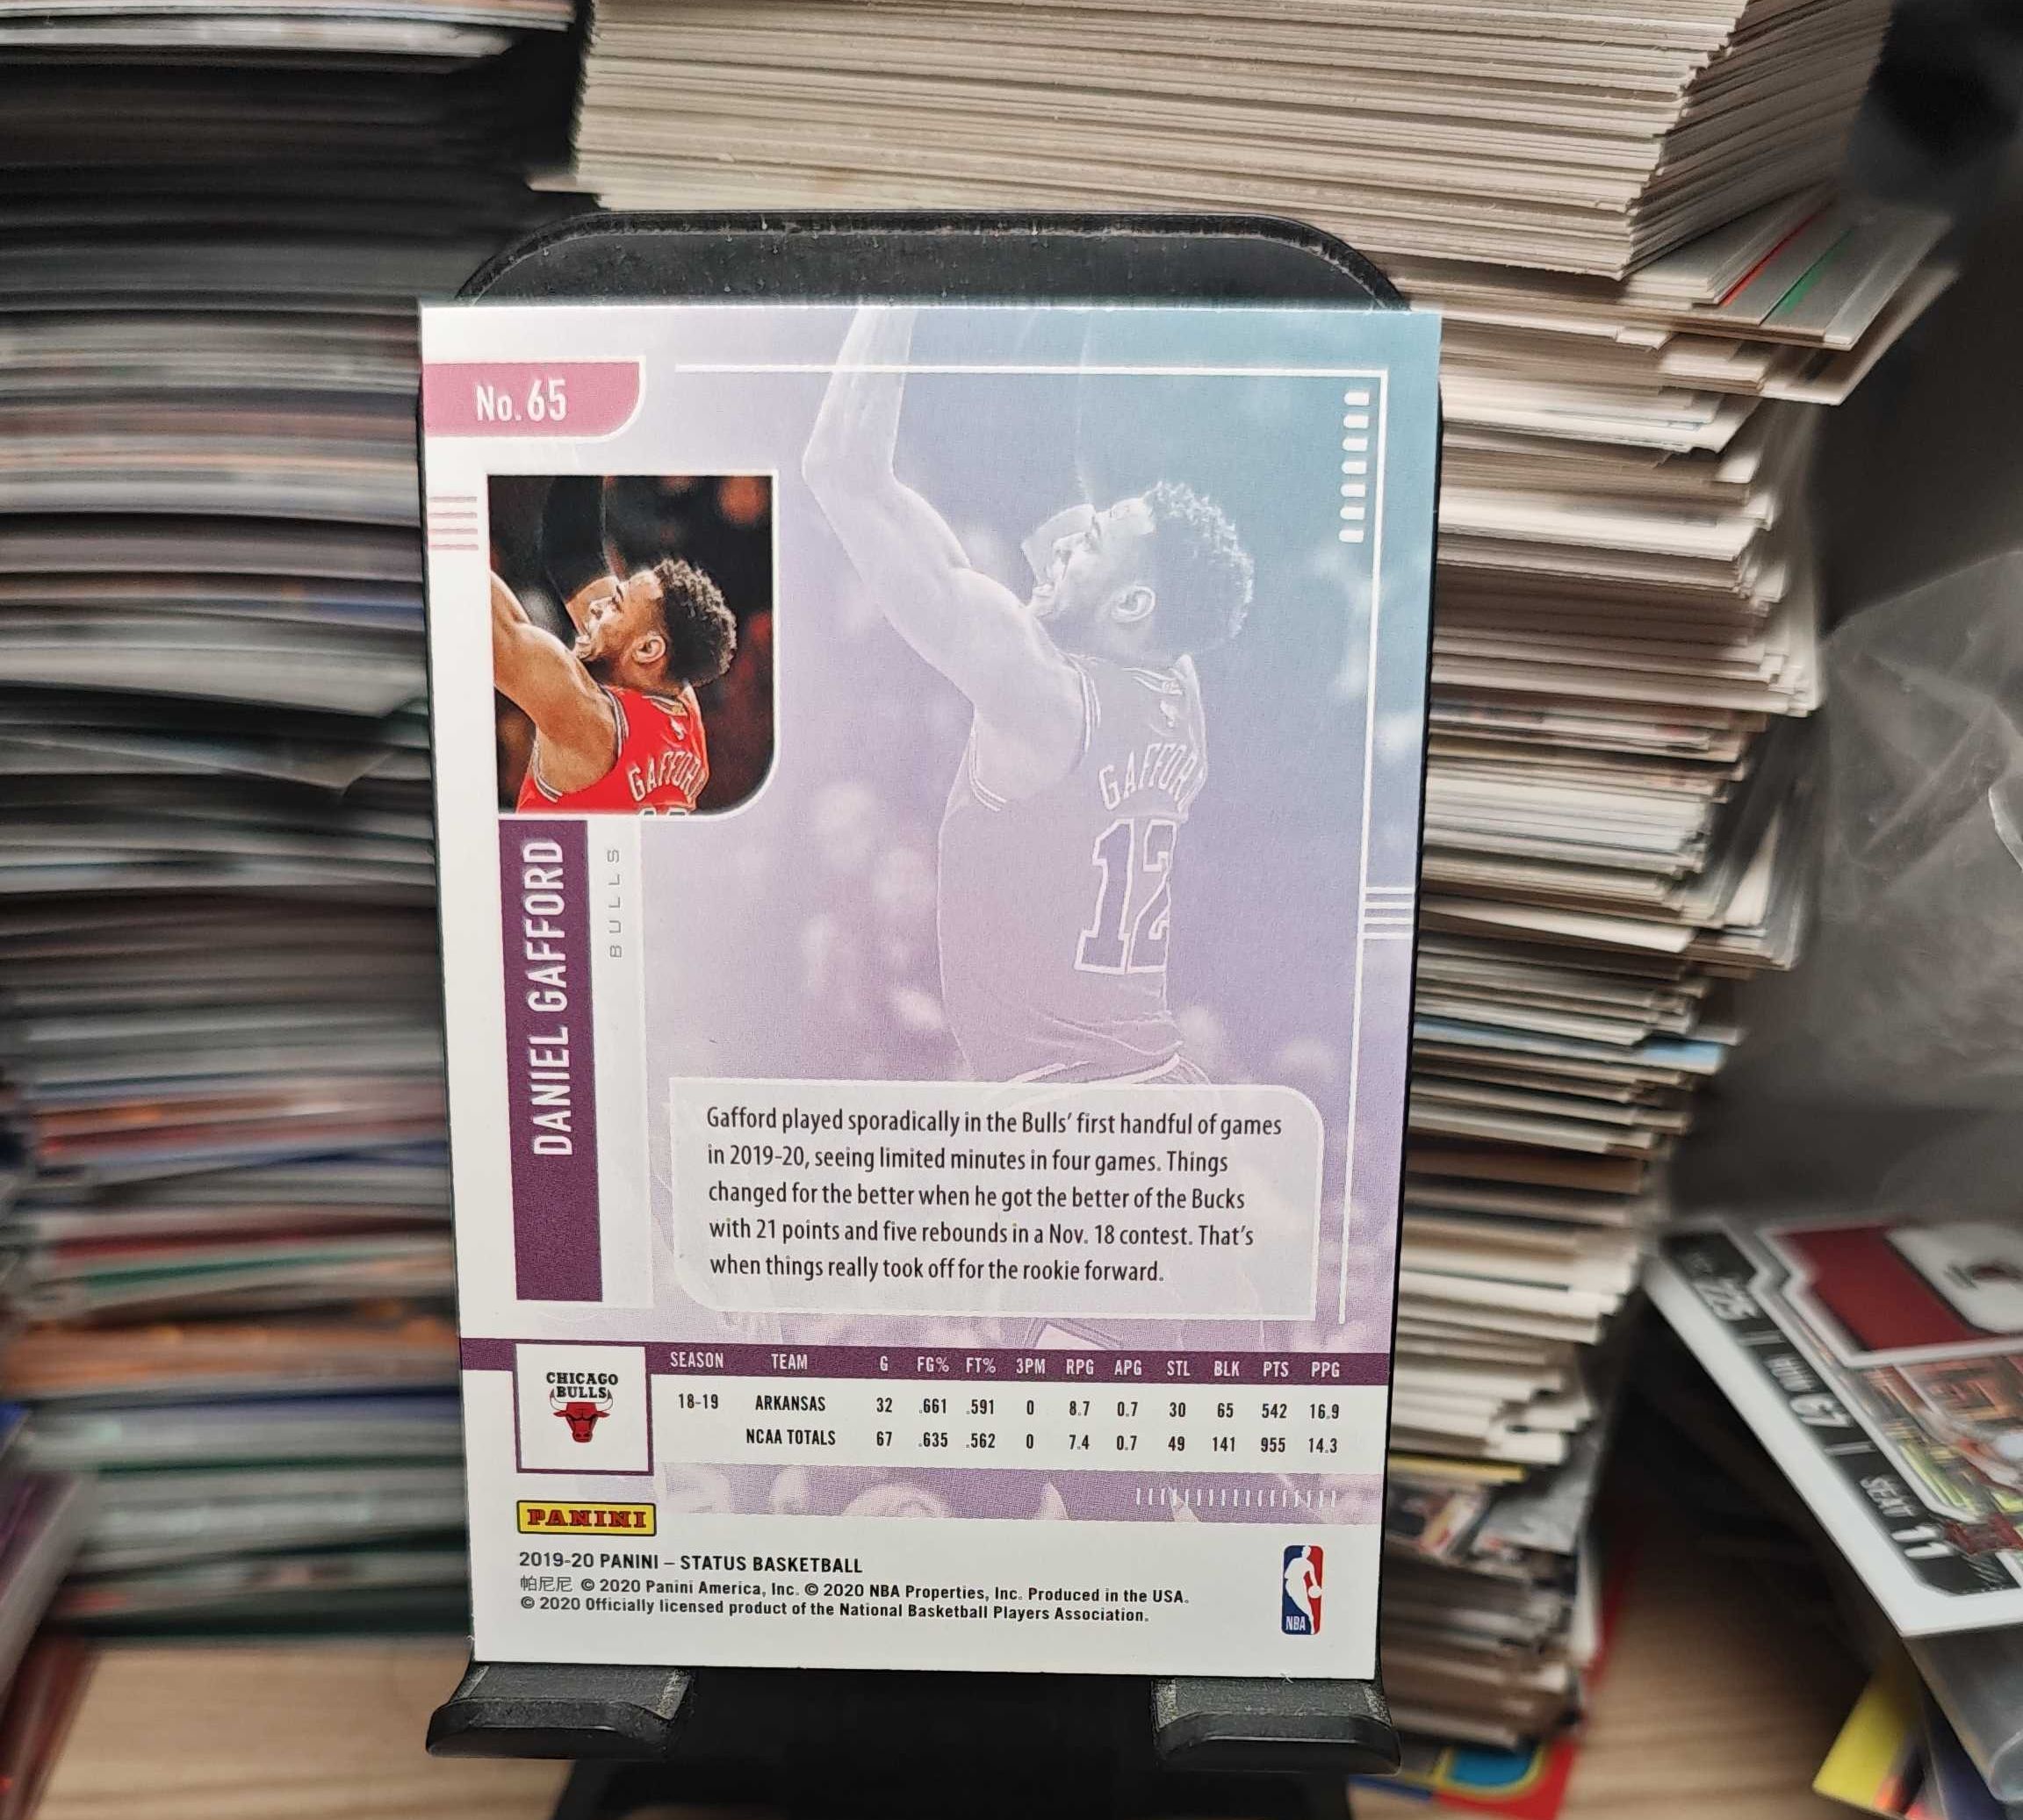 No. 65
GAFFOR
12
GAFFOR
DANIEL GAFFORD
BULLS
Gafford played sporadically in the Bulls' first handful of games
in 2019-20, seeing limited minutes in four games. Things
changed for the better when he got the better of the Bucks
with 21 points and five rebounds in a Nov. 18 contest. That's
when things really took off for the rookie forward.
SEASON TEAM G FG% FT% 3PM RPG APG STL BLK PTS PPG
18-19 ARKANSAS 32 .661 .591 0 8.7 0.7 30 65 542 16.9
NCAA TOTALS 67 .635 .562 0 7.4 0.7 49 141 955 14.3
CHICAGO
BULLS
PANINI
2019-20 PANINI – STATUS BASKETBALL
帕尼尼 © 2020 Panini America, Inc. © 2020 NBA Properties, Inc. Produced in the USA.
© 2020 Officially licensed product of the National Basketball Players Association.
NBA
SEAT 11